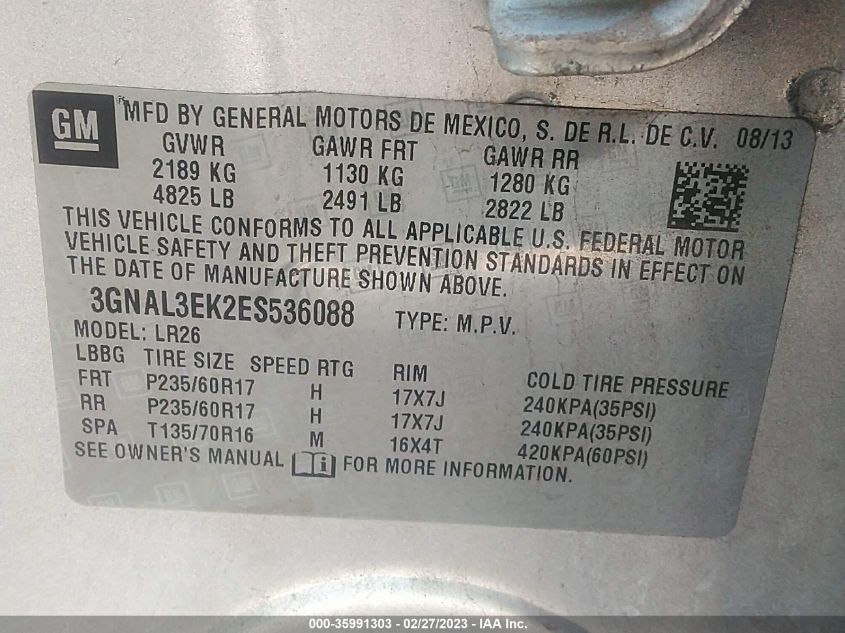 GM
MFD BY GENERAL MOTORS DE MEXICO, S. DE R.L. DE C.V. 08/13
GVWR GAWR FRT GAWR RR
2189 KG 1130 KG 1280 KG
4825 LB 2491 LB 2822 LB
THIS VEHICLE CONFORMS TO ALL APPLICABLE U.S. FEDERAL MOTOR
VEHICLE SAFETY AND THEFT PREVENTION STANDARDS IN EFFECT ON
THE DATE OF MANUFACTURE SHOWN ABOVE.
3GNAL3EK2ES536088 TYPE: M.P.V.
MODEL: LR26
LBBG TIRE SIZE SPEED RTG RIM COLD TIRE PRESSURE
FRT P235/60R17 H 17X7J 240KPA(35PSI)
RR P235/60R17 H 17X7J 240KPA(35PSI)
SPA T135/70R16 M 16X4T 420KPA(60PSI)
SEE OWNER'S MANUAL FOR MORE INFORMATION.
000-35991303 / 02/27/2023 - IAA Inc.